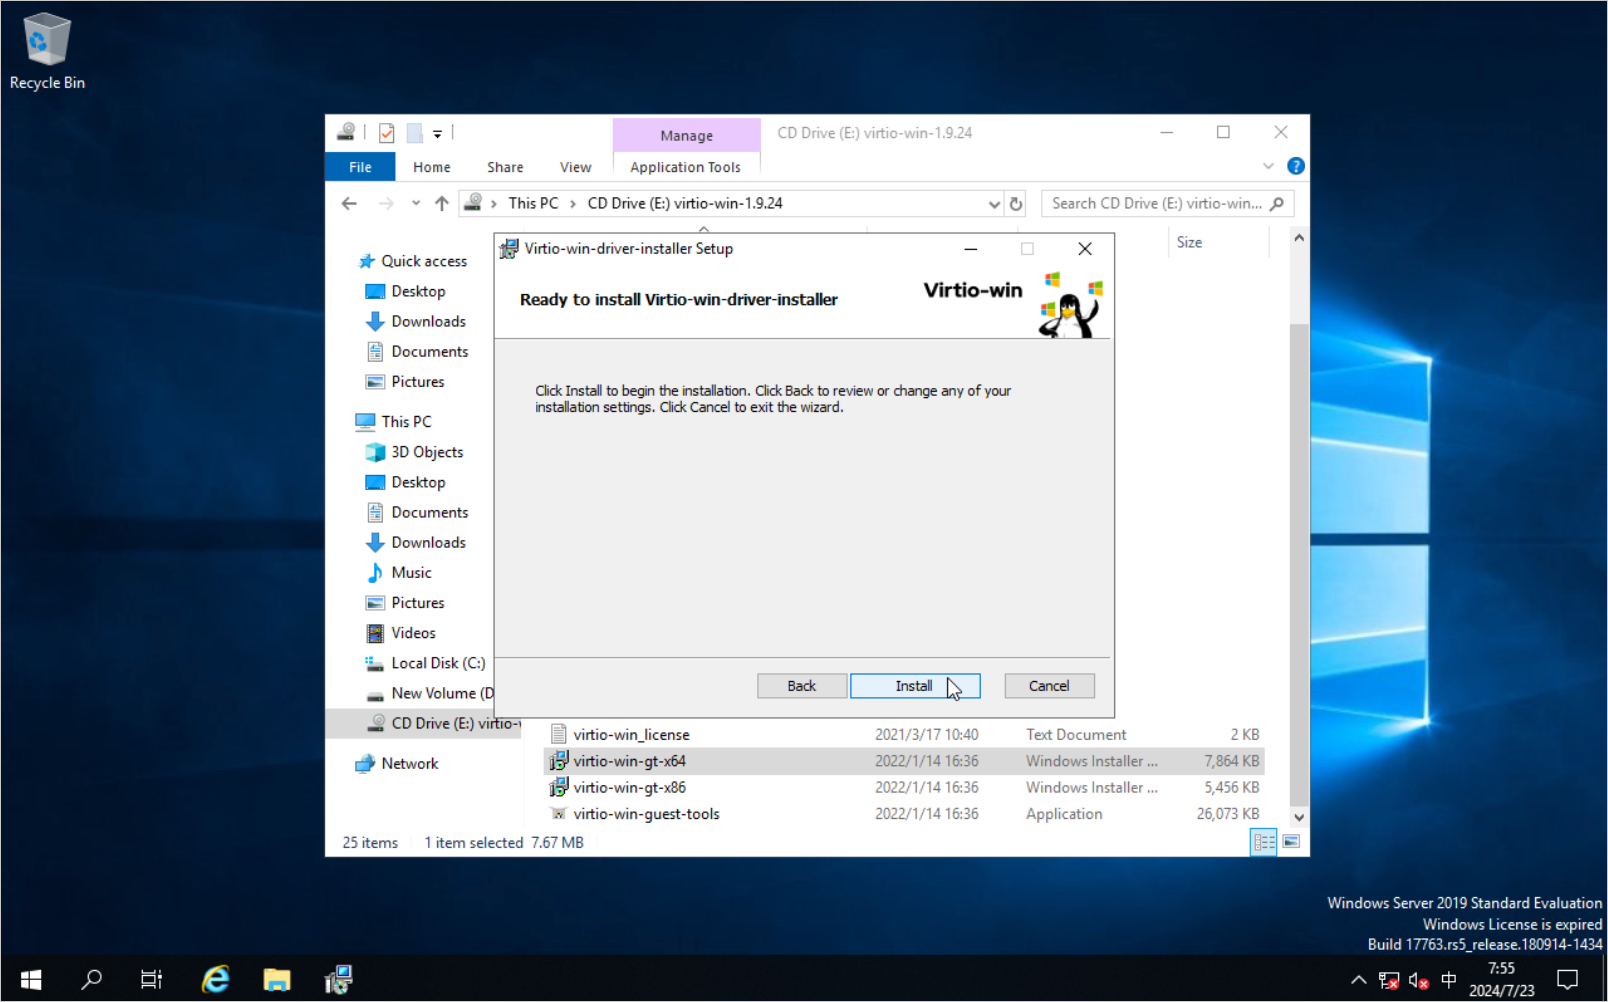 Recycle Bin
Manage
CD Drive (E:) virtio-win-1.9.24
File
Home
Share
View
Application Tools
This PC
CD Drive (E:) virtio-win-1.9.24
Search CD Drive (E:) virtio-win...
Size
Quick access
Desktop
Downloads
Documents
Pictures
This PC
3D Objects
Desktop
Documents
Downloads
Music
Pictures
Videos
Local Disk (C:)
New Volume (D
CD Drive (E:) virtio-
Network
Virtio-win-driver-installer Setup
Ready to install Virtio-win-driver-installer
Virtio-win
Click Install to begin the installation. Click Back to review or change any of your
installation settings. Click Cancel to exit the wizard.
Back
Install
Cancel
virtio-win_license 2021/3/17 10:40 Text Document 2 KB
virtio-win-gt-x64 2022/1/14 16:36 Windows Installer ... 7,864 KB
virtio-win-gt-x86 2022/1/14 16:36 Windows Installer ... 5,456 KB
virtio-win-guest-tools 2022/1/14 16:36 Application 26,073 KB
25 items 1 item selected 7.67 MB
Windows Server 2019 Standard Evaluation
Windows License is expired
Build 17763.rs5_release.180914-1434
中
7:55
2024/7/23